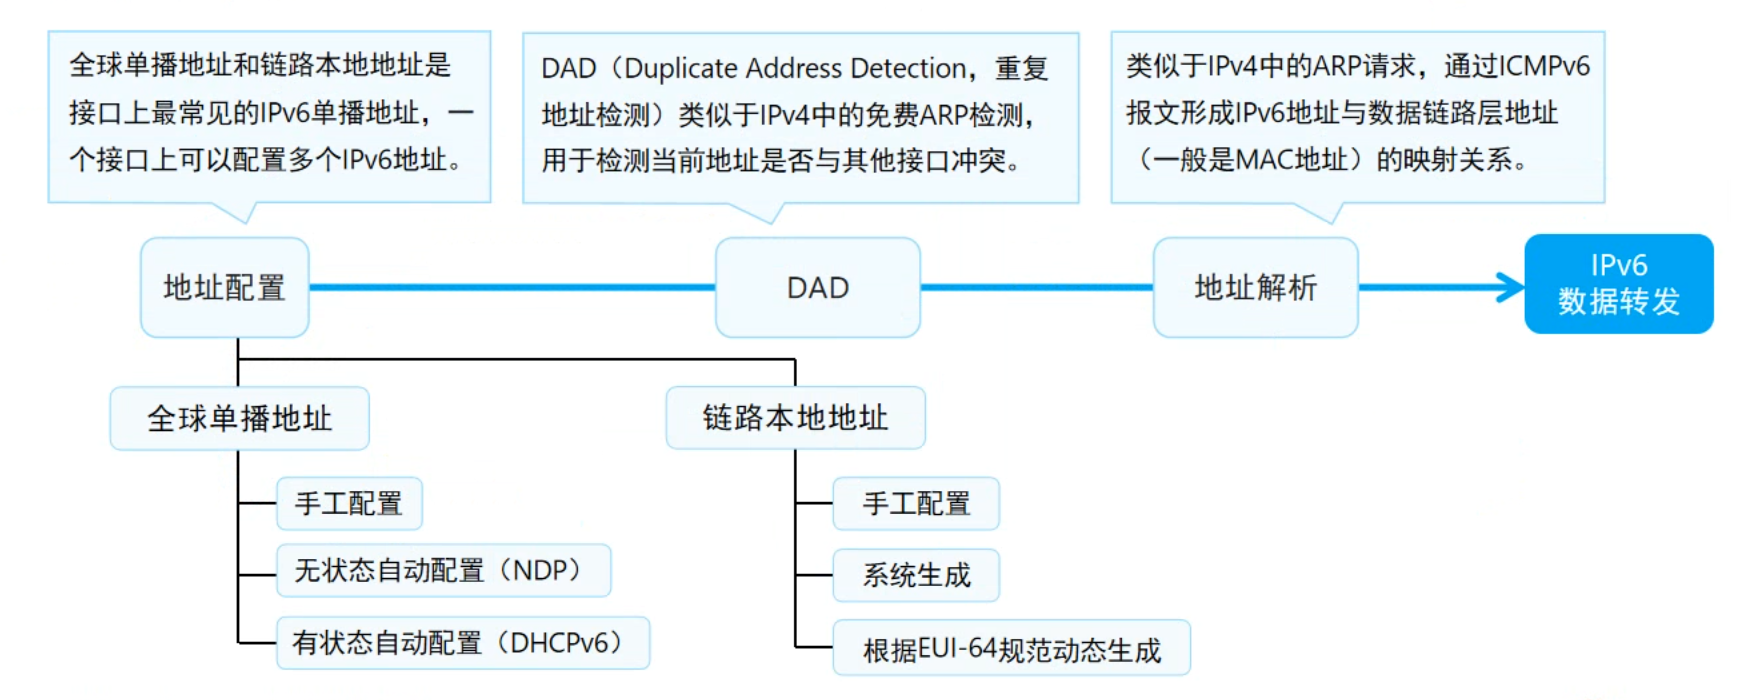 全球单播地址和链路本地地址是
接口上最常见的IPv6单播地址，一
个接口上可以配置多个IPv6地址。
DAD（Duplicate Address Detection，重复
地址检测）类似于IPv4中的免费ARP检测，
用于检测当前地址是否与其他接口冲突。
类似于IPv4中的ARP请求，通过ICMPv6
报文形成IPv6地址与数据链路层地址
（一般是MAC地址）的映射关系。
地址配置
DAD
地址解析
IPv6
数据转发
全球单播地址
手工配置
无状态自动配置（NDP）
有状态自动配置（DHCPv6）
链路本地地址
手工配置
系统生成
根据EUI-64规范动态生成